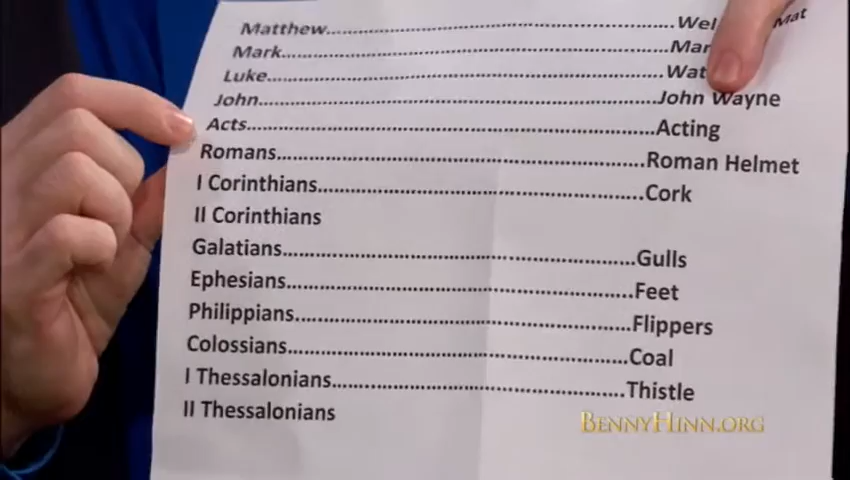 Matthew......Wel Mat
Mark......Mar
Luke......Wat
John......John Wayne
Acts......Acting
Romans......Roman Helmet
I Corinthians......Cork
II Corinthians
Galatians......Gulls
Ephesians......Feet
Philippians......Flippers
Colossians......Coal
I Thessalonians......Thistle
II Thessalonians
BENNYHINN.ORG